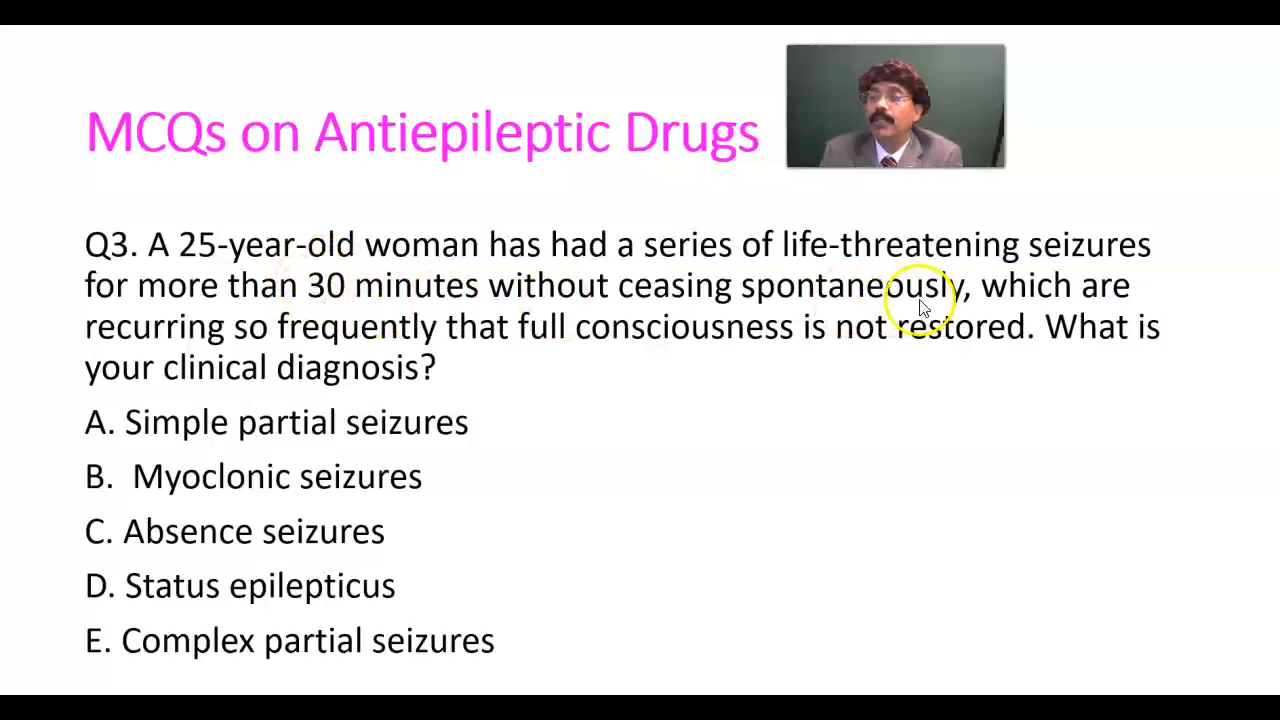 MCQs on Antiepileptic Drugs
Q3. A 25-year-old woman has had a series of life-threatening seizures
for more than 30 minutes without ceasing spontaneously, which are
recurring so frequently that full consciousness is not restored. What is
your clinical diagnosis?
A. Simple partial seizures
B. Myoclonic seizures
C. Absence seizures
D. Status epilepticus
E. Complex partial seizures